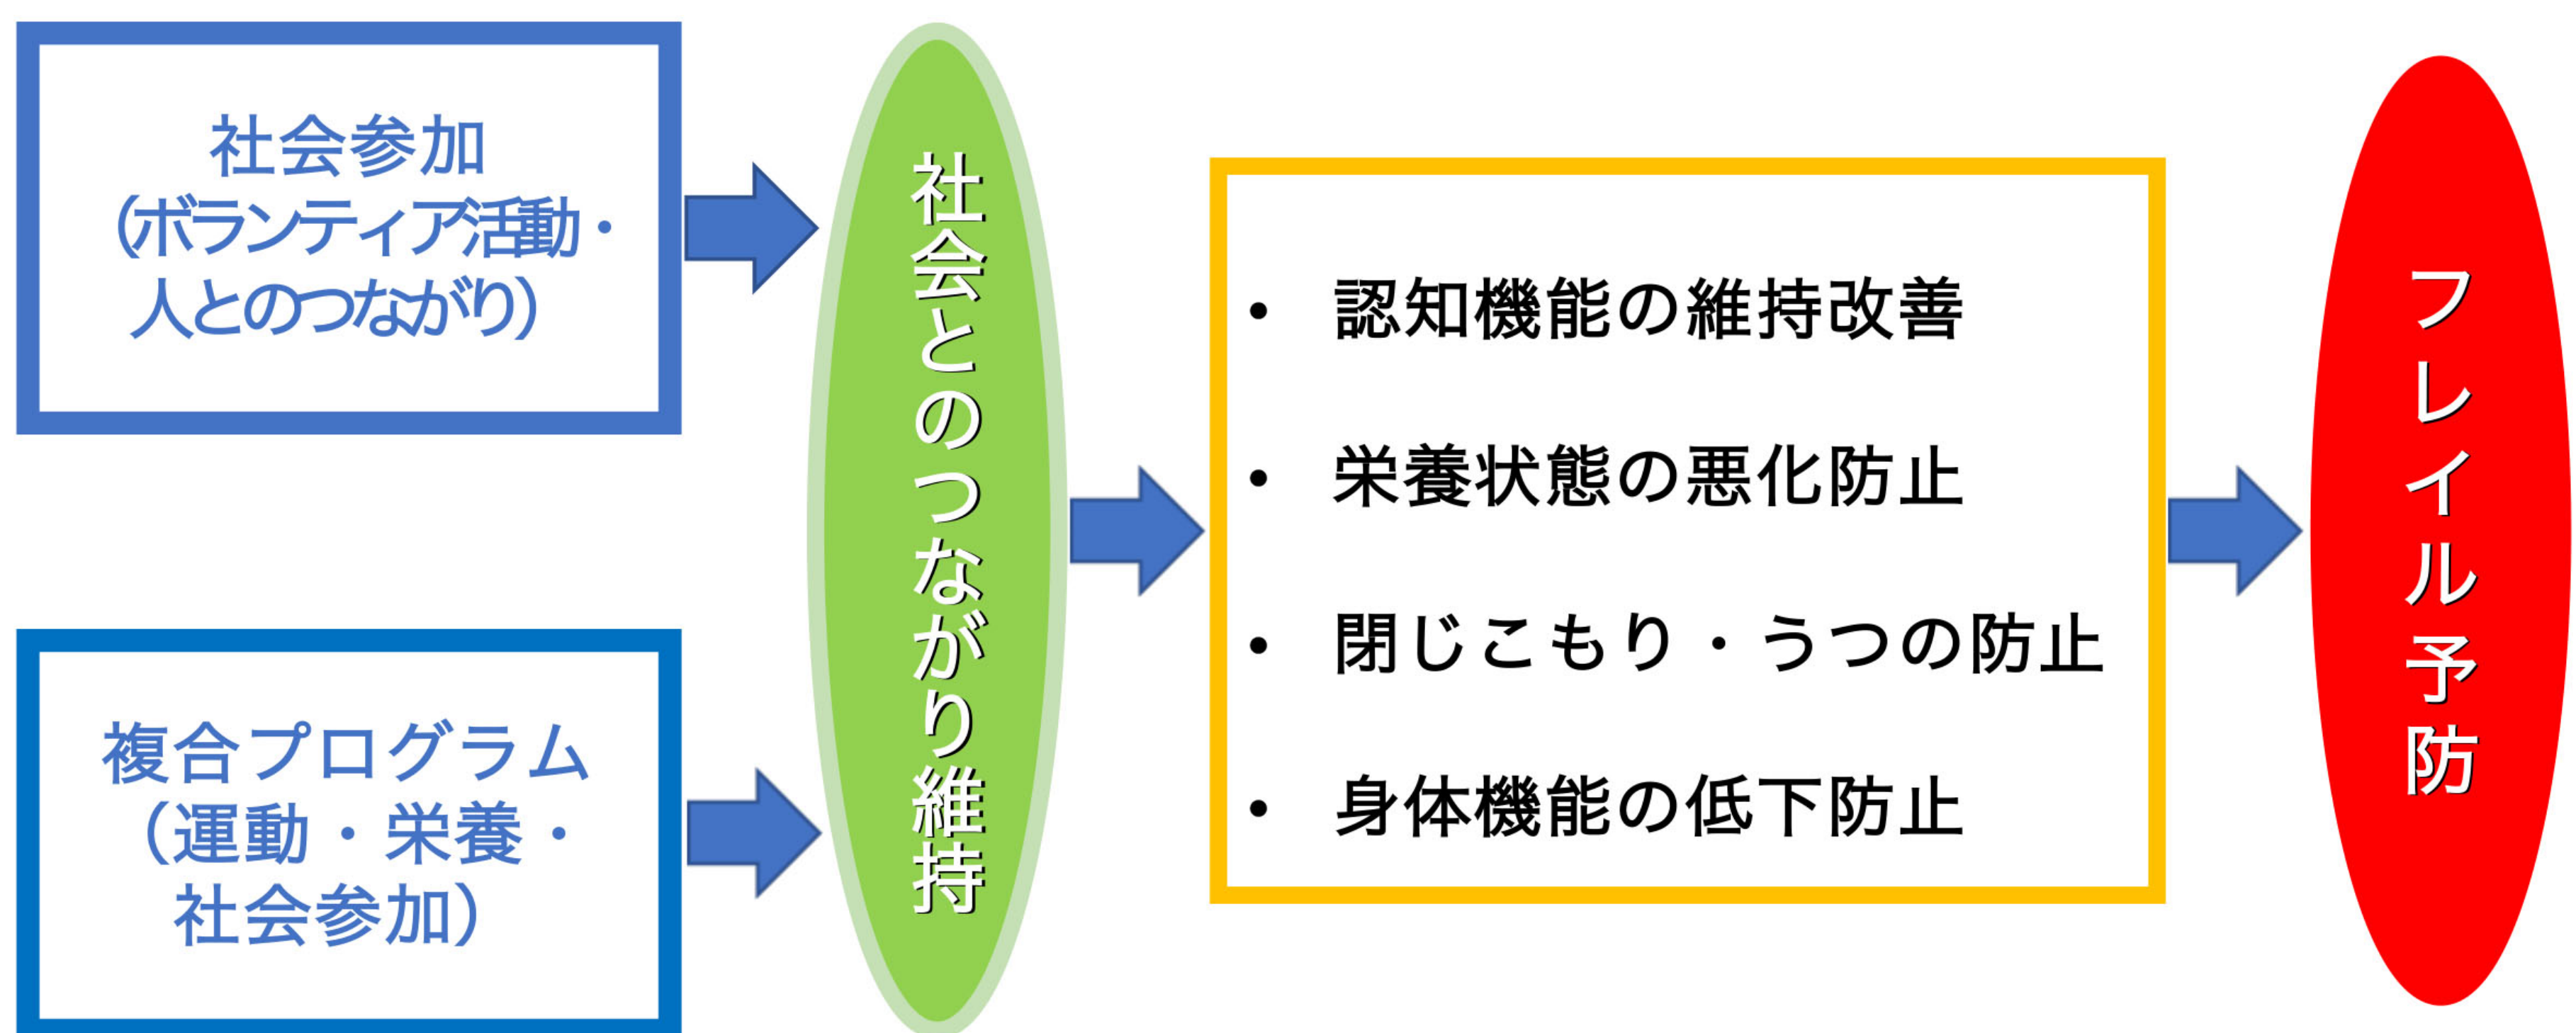 社会参加
（ボランティア活動・
人とのつながり）
複合プログラム
（運動・栄養・
社会参加）
社会とのつながり維持
• 認知機能の維持改善
• 栄養状態の悪化防止
• 閉じこもり・うつの防止
• 身体機能の低下防止
フレイル予防